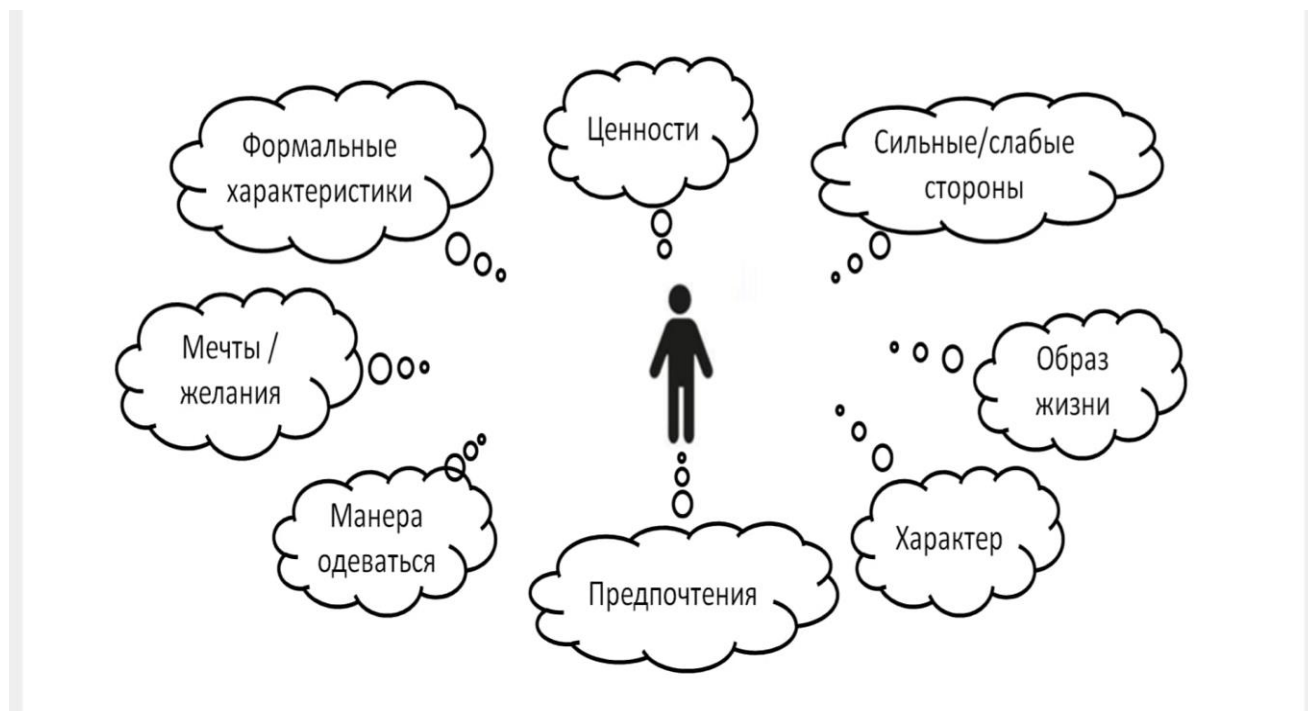 Формальные
характеристики
Ценности
Сильные/слабые
стороны
Мечты /
желания
Образ
жизни
Манера
одеваться
Предпочтения
Характер